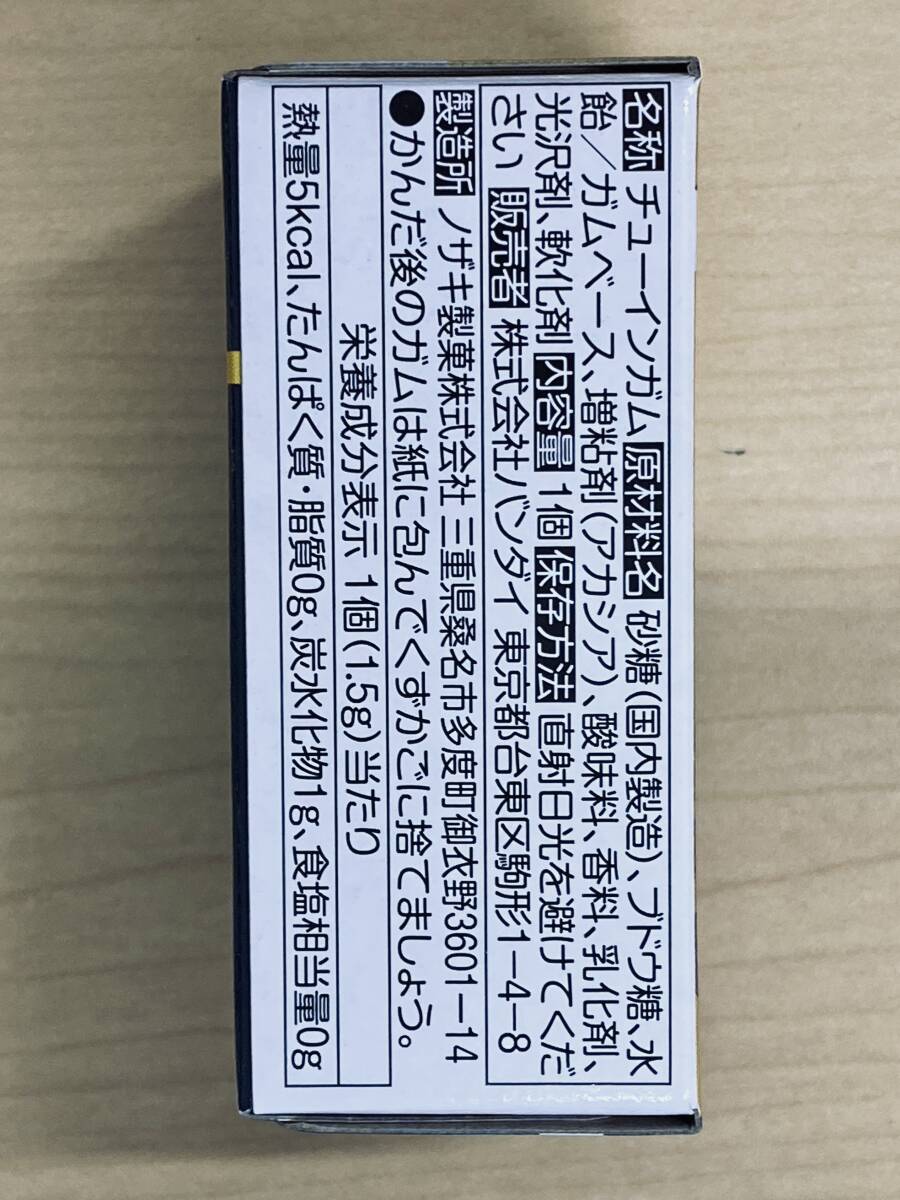 名称 チューインガム 原材料名 砂糖(国内製造)、ブドウ糖、水
飴/ガムベース、増粘剤(アカシア)、酸味料、香料、乳化剤、
光沢剤、軟化剤 内容量 1個 保存方法 直射日光を避けてくだ
さい 販売者 株式会社バンダイ 東京都台東区駒形1-4-8
製造所 ノザキ製菓株式会社 三重県桑名市多度町御衣野3601-14
●かんだ後のガムは紙に包んでくずかごに捨てましょう。
栄養成分表示 1個(1.5g)当たり
熱量5kcal、たんぱく質・脂質0g、炭水化物1g、食塩相当量0g